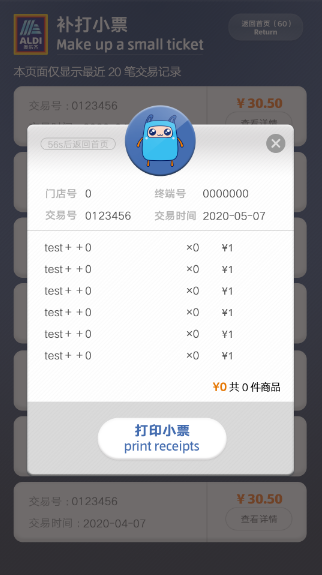 ALDI
奥乐齐
补打小票
Make up a small ticket
返回首页（60）
Return
本页面仅显示最近 20 笔交易记录
交易号：0123456
￥30.50
查看详情
56s后返回首页
门店号 0 终端号 0000000
交易号 0123456 交易时间 2020-05-07
test＋＋0 ×0 ¥1
test＋＋0 ×0 ¥1
test＋＋0 ×0 ¥1
test＋＋0 ×0 ¥1
test＋＋0 ×0 ¥1
test＋＋0 ×0 ¥1
¥0 共 0 件商品
打印小票
print receipts
交易号：0123456
￥30.50
交易时间：2020-04-07
查看详情